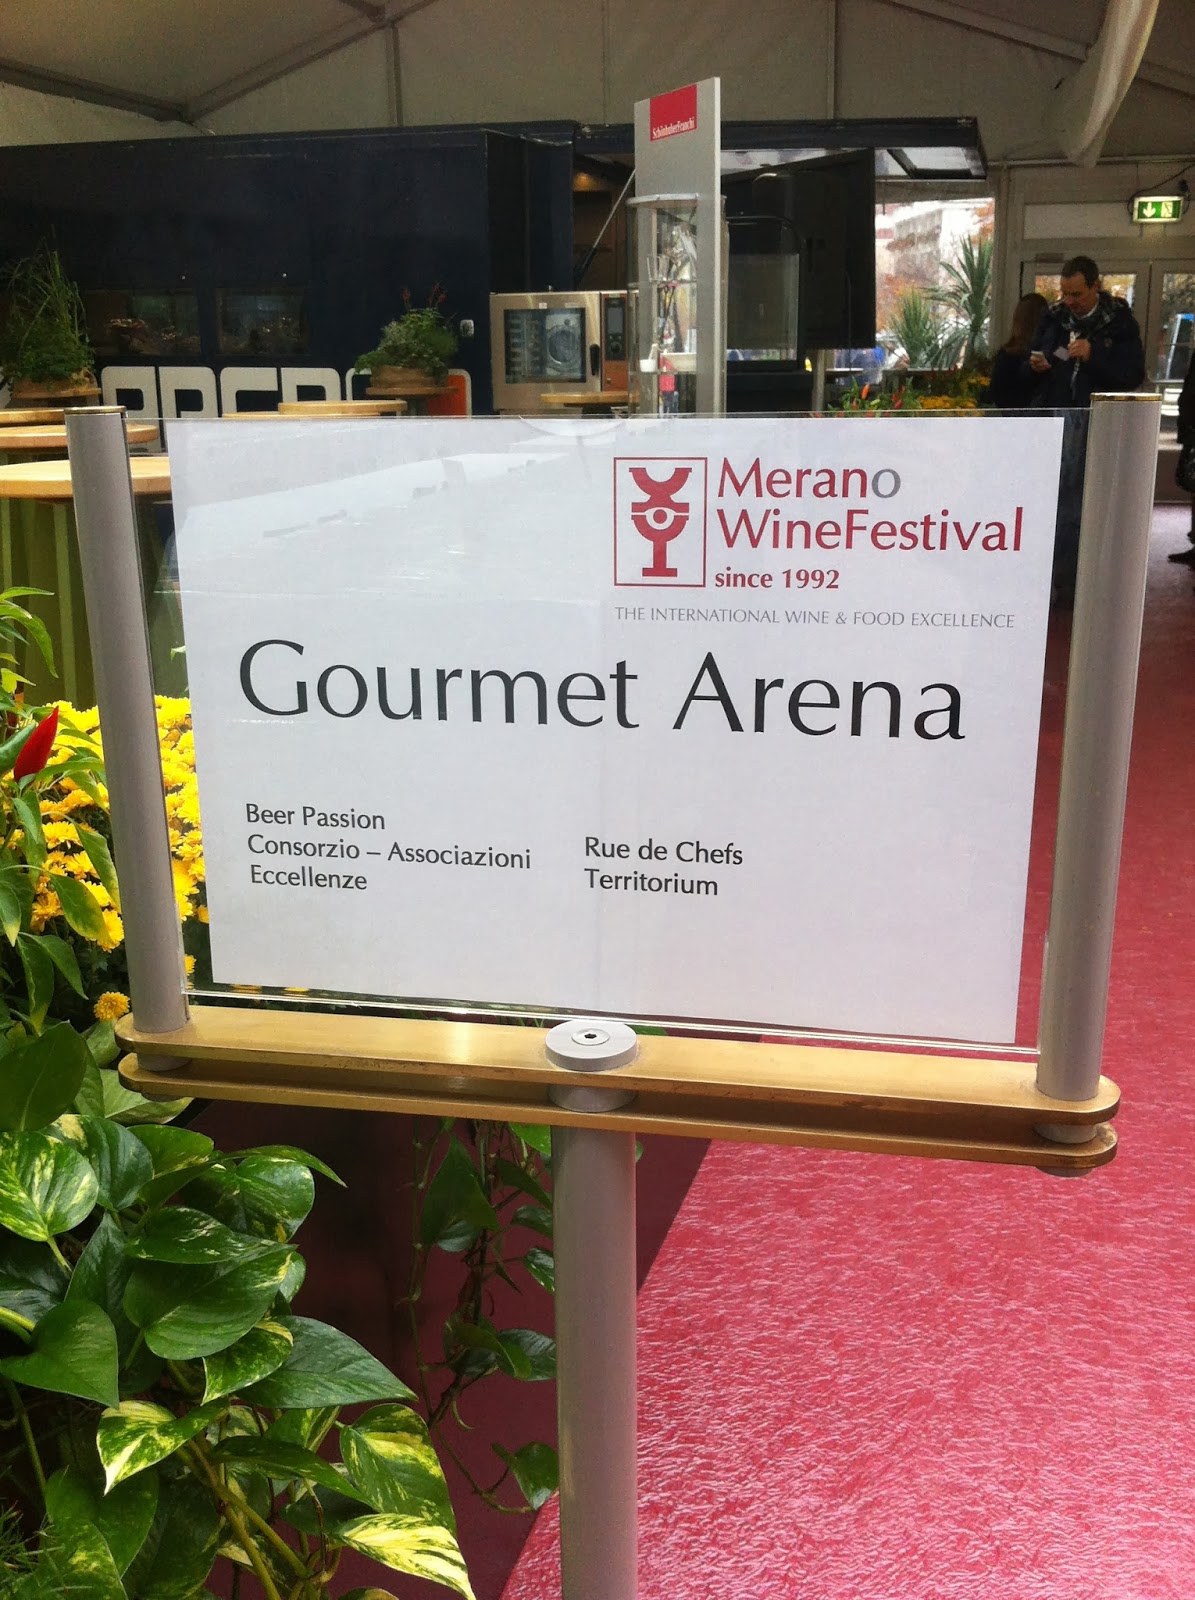 SchönhuberFranchi
Merano
WineFestival
since 1992
THE INTERNATIONAL WINE & FOOD EXCELLENCE
Gourmet Arena
Beer Passion
Consorzio – Associazioni
Eccellenze
Rue de Chefs
Territorium